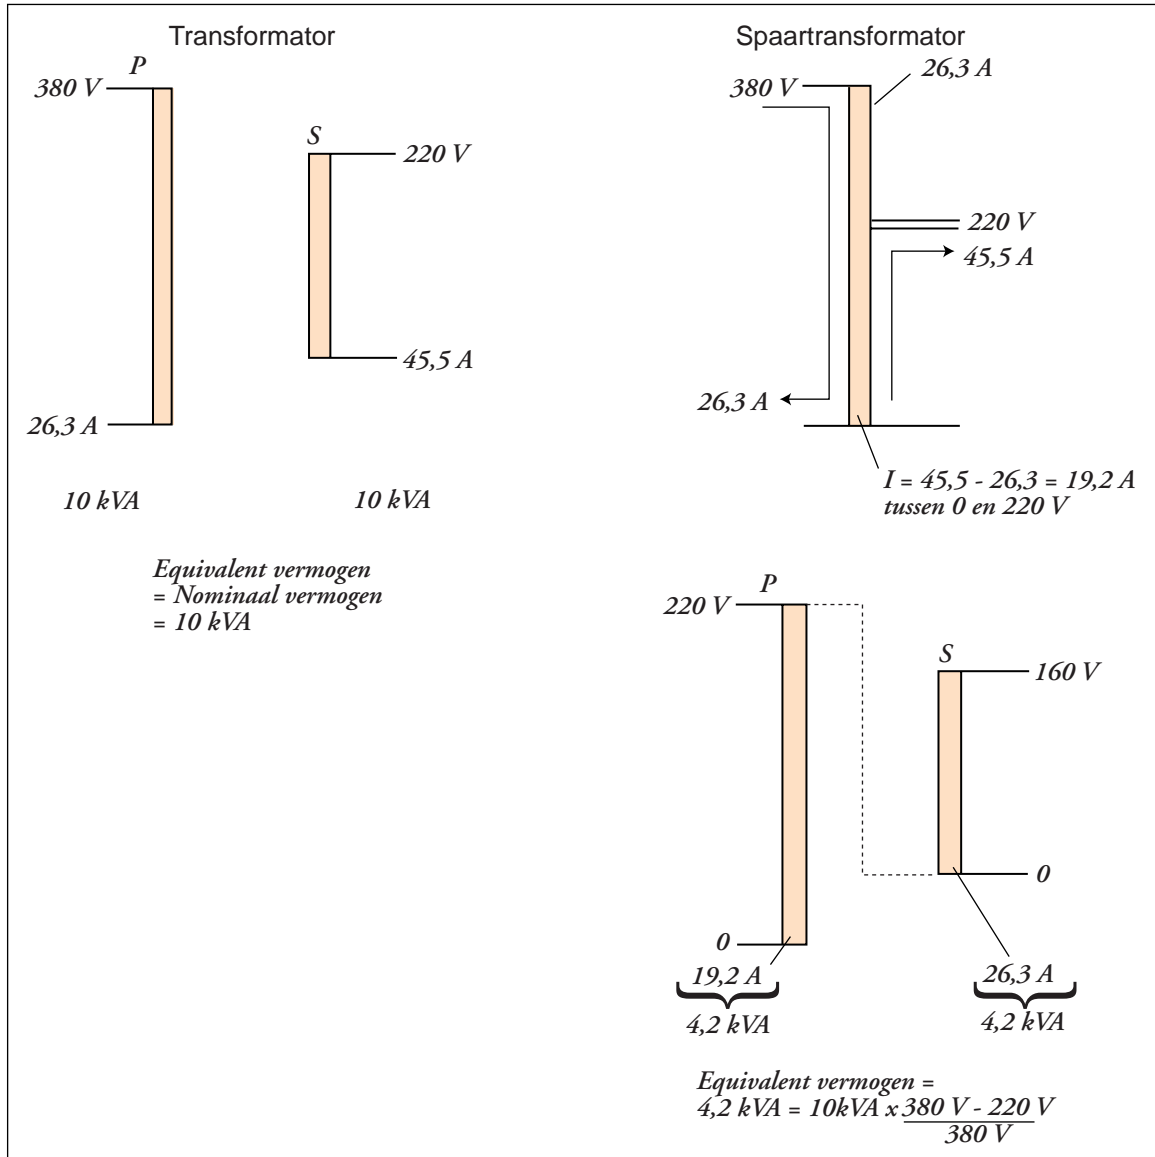 Transformator
P
380 V
S
220 V
45,5 A
26,3 A
10 kVA
10 kVA
Equivalent vermogen
= Nominaal vermogen
= 10 kVA
Spaartransformator
26,3 A
380 V
220 V
45,5 A
26,3 A
I = 45,5 - 26,3 = 19,2 A
tussen 0 en 220 V
P
220 V
S
160 V
0
0
19,2 A
26,3 A
4,2 kVA
4,2 kVA
Equivalent vermogen =
4,2 kVA = 10kVA x 380 V - 220 V
380 V